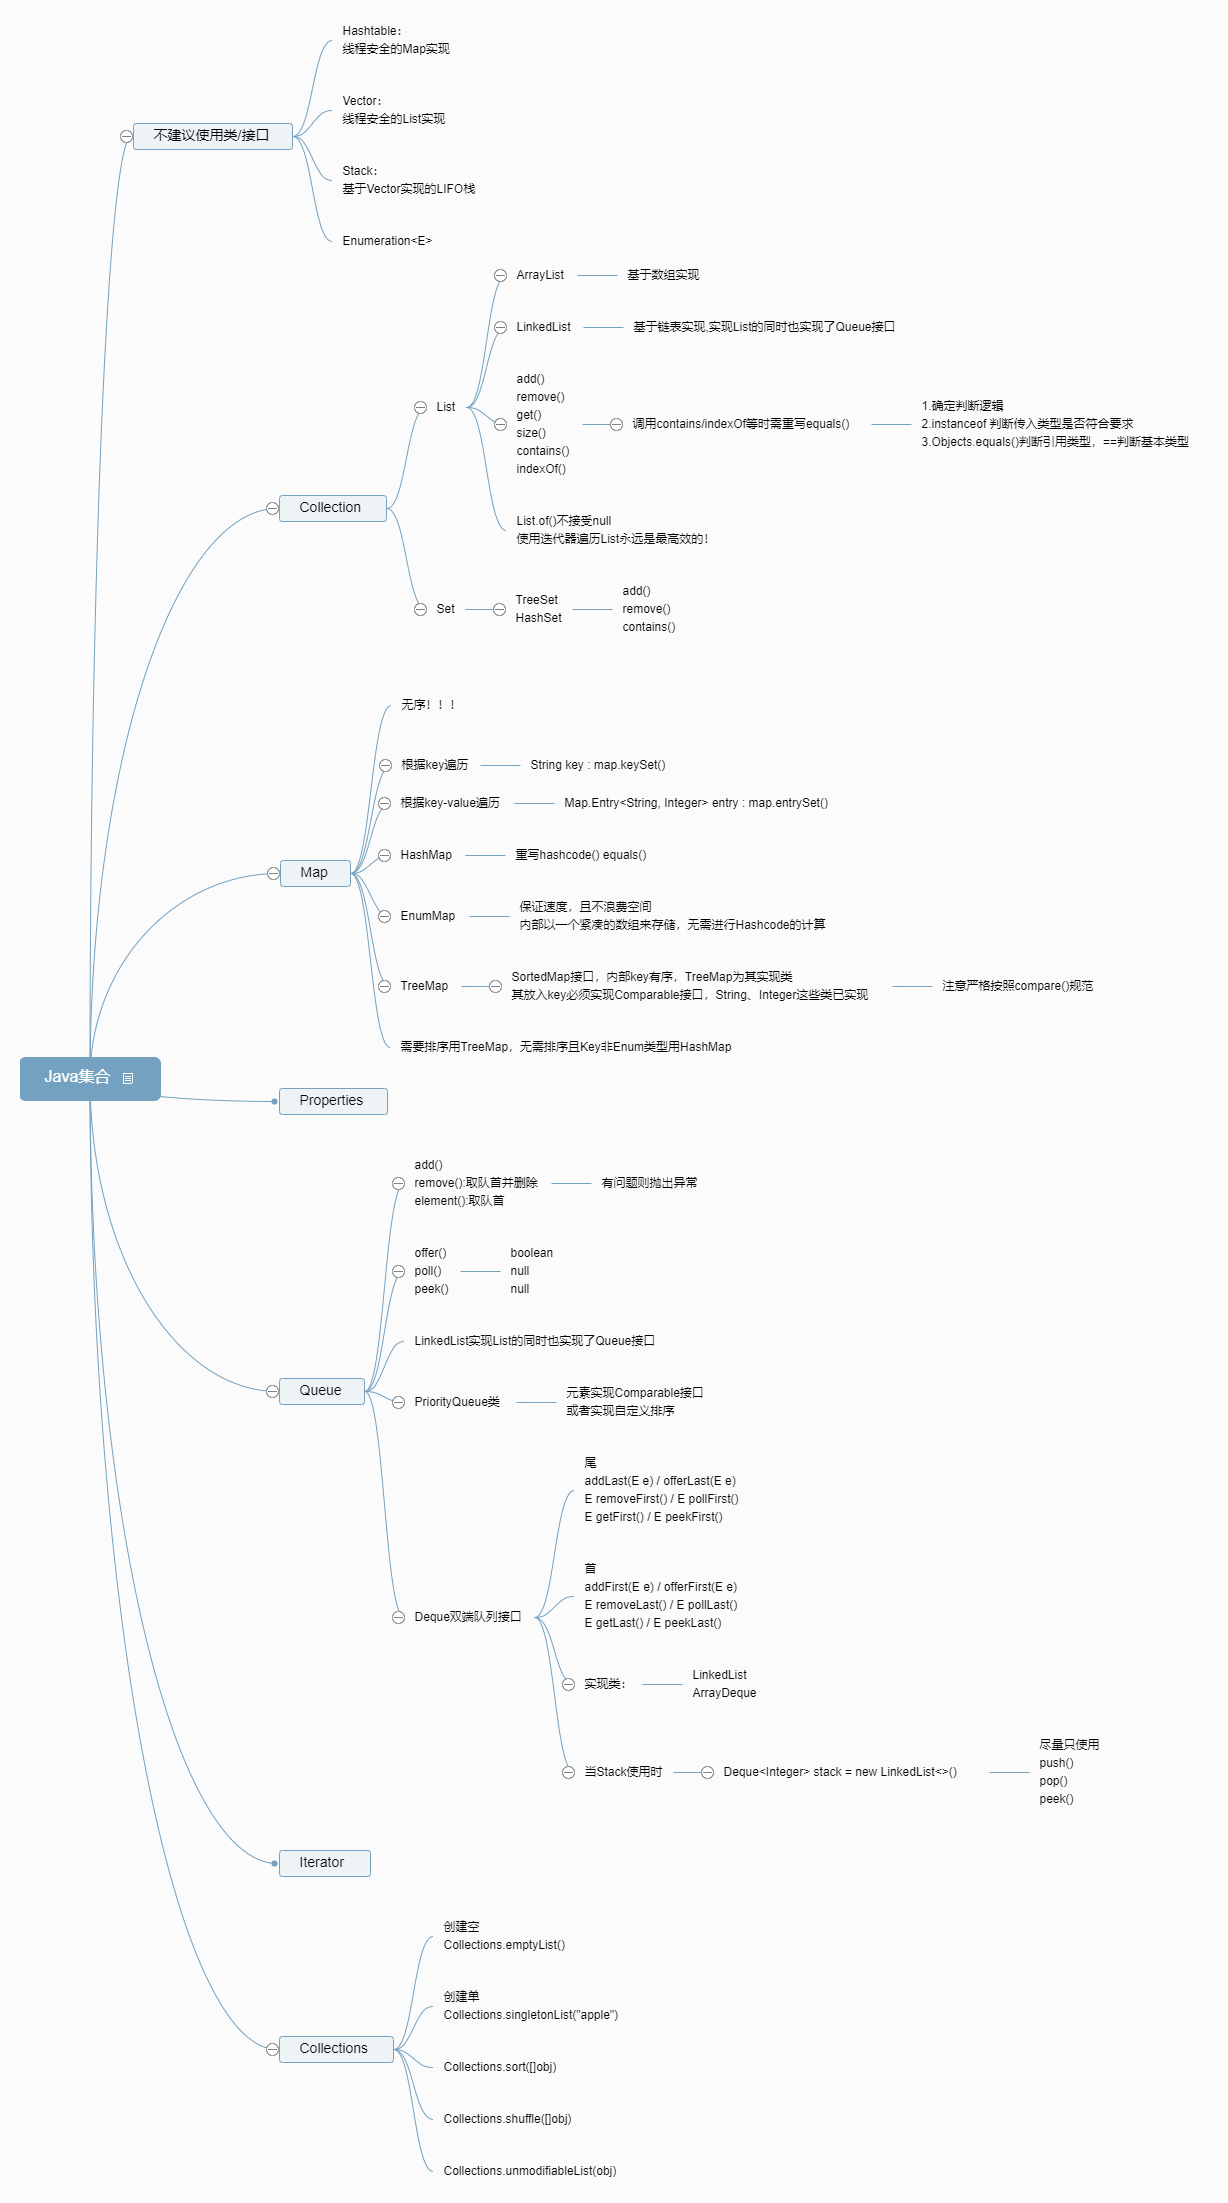 Java集合
不建议使用类/接口
Hashtable：
线程安全的Map实现
Vector：
线程安全的List实现
Stack：
基于Vector实现的LIFO栈
Enumeration<E>
Collection
List
ArrayList
基于数组实现
LinkedList
基于链表实现,实现List的同时也实现了Queue接口
add()
remove()
get()
size()
contains()
indexOf()
调用contains/indexOf等时需重写equals()
1.确定判断逻辑
2.instanceof 判断传入类型是否符合要求
3.Objects.equals()判断引用类型，==判断基本类型
List.of()不接受null
使用迭代器遍历List永远是最高效的！
Set
TreeSet
HashSet
add()
remove()
contains()
Map
无序！！！
根据key遍历
String key : map.keySet()
根据key-value遍历
Map.Entry<String, Integer> entry : map.entrySet()
HashMap
重写hashcode() equals()
EnumMap
保证速度，且不浪费空间
内部以一个紧凑的数组来存储，无需进行Hashcode的计算
TreeMap
SortedMap接口，内部key有序，TreeMap为其实现类
其放入key必须实现Comparable接口，String、Integer这些类已实现
注意严格按照compare()规范
需要排序用TreeMap，无需排序且Key非Enum类型用HashMap
Properties
Queue
add()
remove():取队首并删除
element():取队首
有问题则抛出异常
offer()
poll()
peek()
boolean
null
null
LinkedList实现List的同时也实现了Queue接口
PriorityQueue类
元素实现Comparable接口
或者实现自定义排序
Deque双端队列接口
尾
addLast(E e) / offerLast(E e)
E removeFirst() / E pollFirst()
E getFirst() / E peekFirst()
首
addFirst(E e) / offerFirst(E e)
E removeLast() / E pollLast()
E getLast() / E peekLast()
实现类：
LinkedList
ArrayDeque
当Stack使用时
Deque<Integer> stack = new LinkedList<>()
尽量只使用
push()
pop()
peek()
Iterator
Collections
创建空
Collections.emptyList()
创建单
Collections.singletonList("apple")
Collections.sort([]obj)
Collections.shuffle([]obj)
Collections.unmodifiableList(obj)